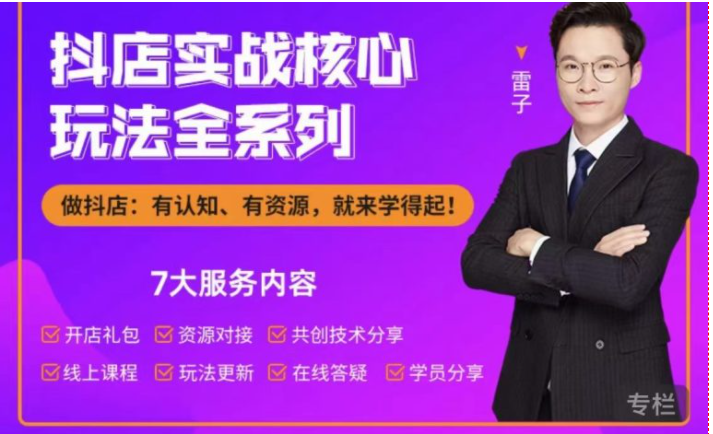 抖店实战核心
玩法全系列
雷子
做抖店：有认知、有资源，就来学得起！
7大服务内容
开店礼包 资源对接 共创技术分享
线上课程 玩法更新 在线答疑 学员分享
专栏